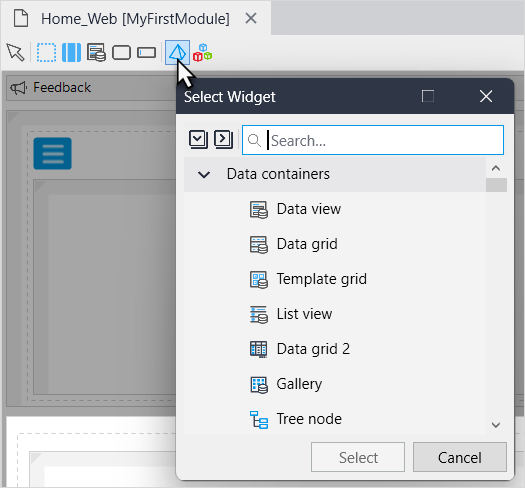 Home_Web [MyFirstModule]
Feedback
Select Widget
Search...
Data containers
Data view
Data grid
Template grid
List view
Data grid 2
Gallery
Tree node
Select
Cancel